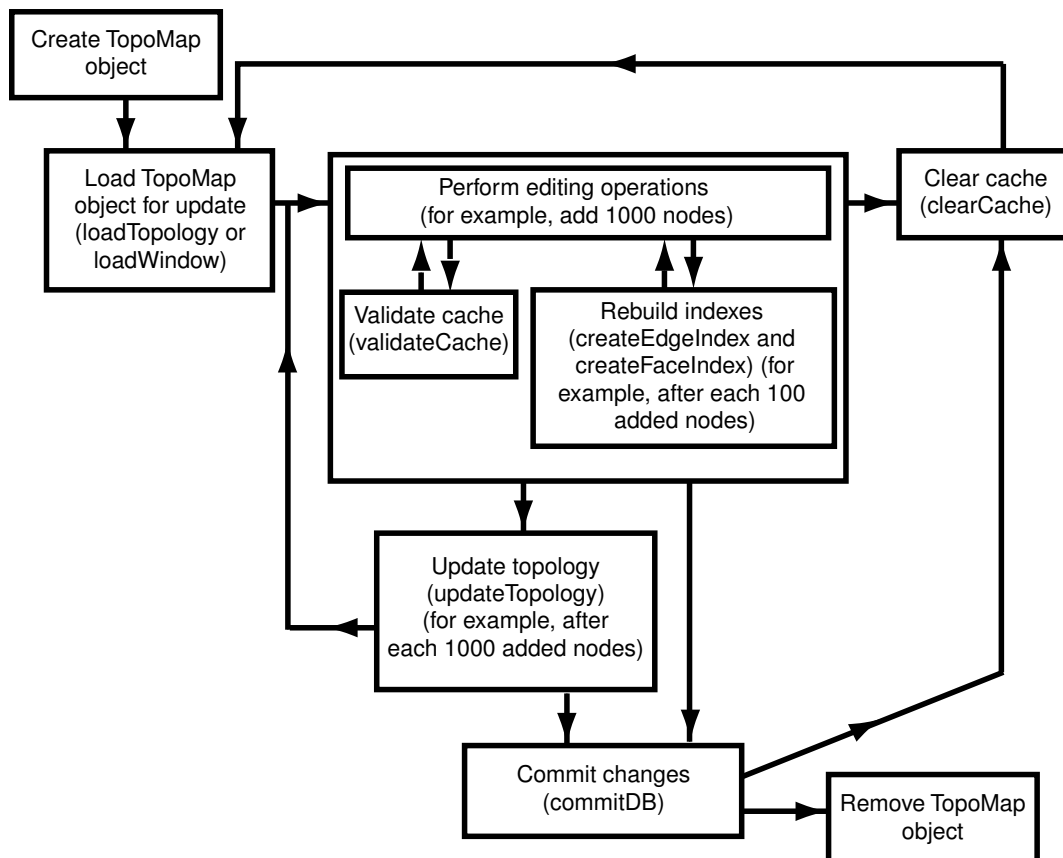 Create TopoMap
object
Load TopoMap
object for update
(loadTopology or
loadWindow)
Perform editing operations
(for example, add 1000 nodes)
Clear cache
(clearCache)
Validate cache
(validateCache)
Rebuild indexes
(createEdgeIndex and
createFaceIndex) (for
example, after each 100
added nodes)
Update topology
(updateTopology)
(for example, after
each 1000 added nodes)
Commit changes
(commitDB)
Remove TopoMap
object